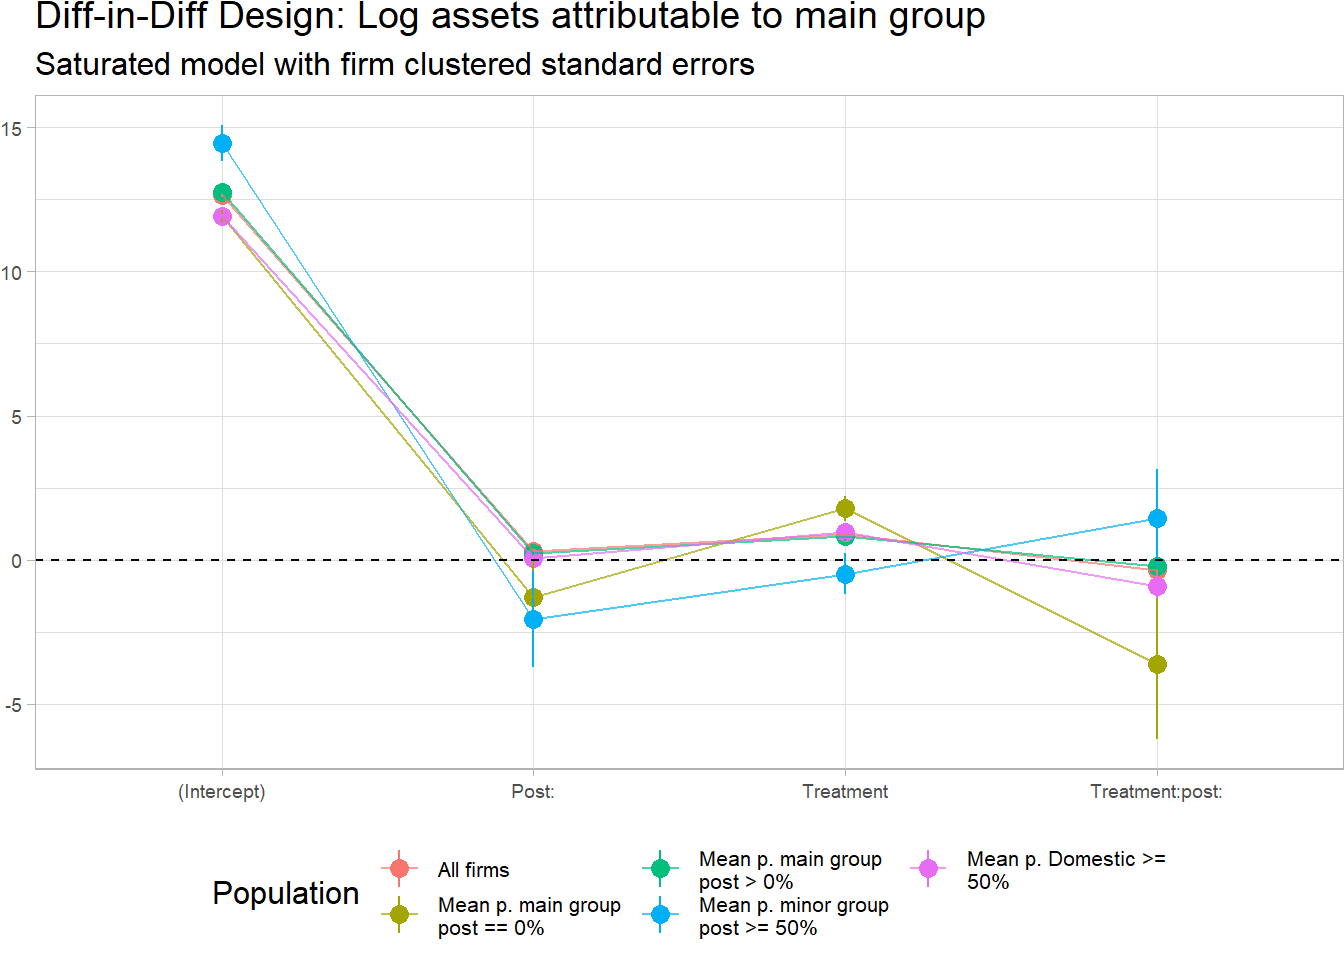 Diff-in-Diff Design: Log assets attributable to main group
Saturated model with firm clustered standard errors
15
10
5
0
-5
(Intercept)
Post:
Treatment
Treatment:post:
Population
All firms
Mean p. main group
post == 0%
Mean p. main group
post > 0%
Mean p. minor group
post >= 50%
Mean p. Domestic >=
50%